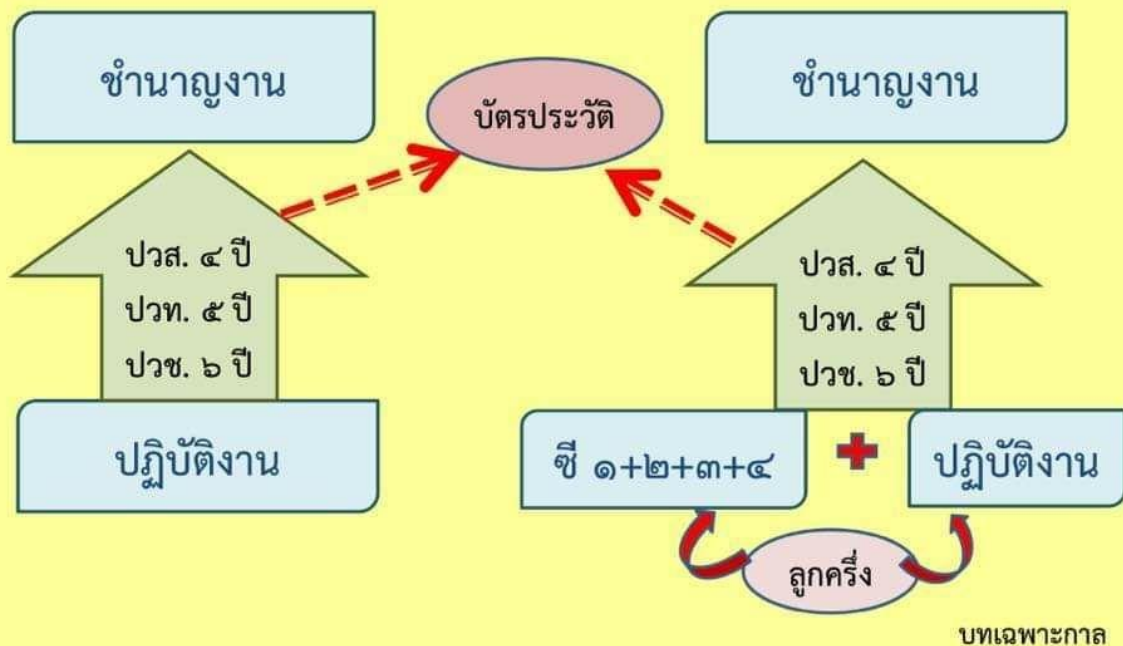 ชำนาญงาน
บัตรประวัติ
ชำนาญงาน
ปวส. ๔ ปี
ปวท. ๕ ปี
ปวช. ๖ ปี
ปวส. ๔ ปี
ปวท. ๕ ปี
ปวช. ๖ ปี
ปฏิบัติงาน
ซี ๑+๒+๓+๔
ปฏิบัติงาน
ลูกครึ่ง
บทเฉพาะกาล